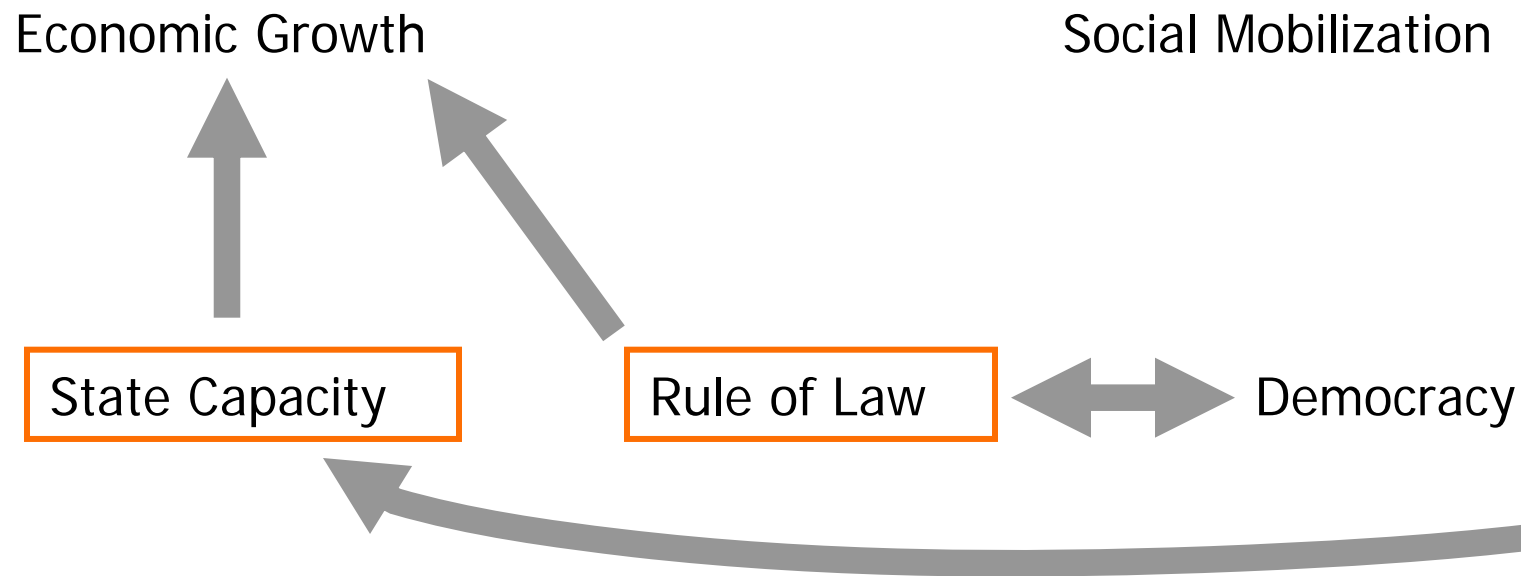 Economic Growth
Social Mobilization
State Capacity
Rule of Law
Democracy